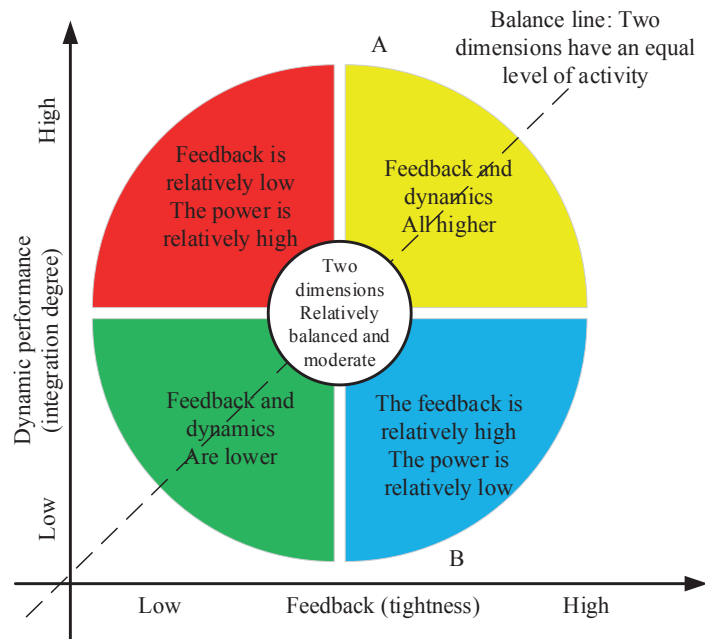 A
Balance line: Two
dimensions have an equal
level of activity
High
Feedback is
relatively low
The power is
relatively high
Feedback and
dynamics
All higher
Two
dimensions
Relatively
balanced and
moderate
Dynamic performance
(integration degree)
Feedback and
dynamics
Are lower
The feedback is
relatively high
The power is
relatively low
Low
B
Low
Feedback (tightness)
High